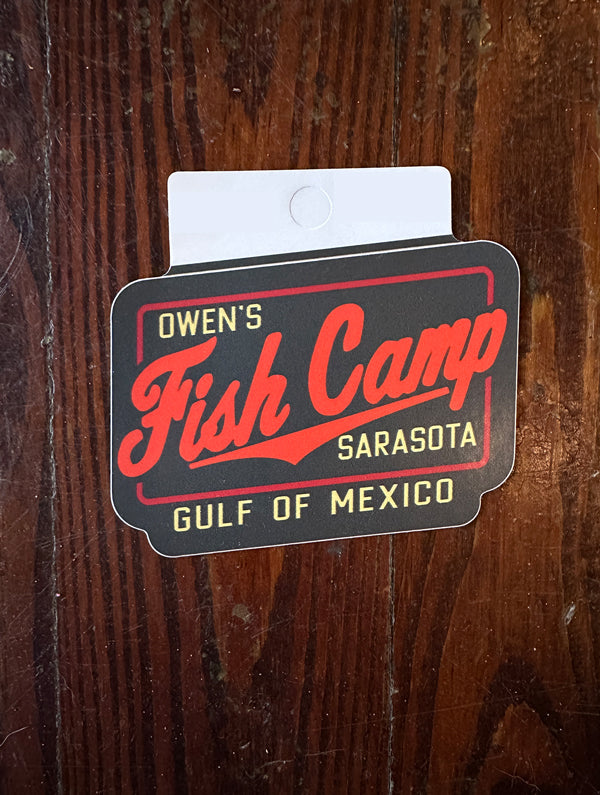 OWEN'S
Fish Camp
SARASOTA
GULF OF MEXICO